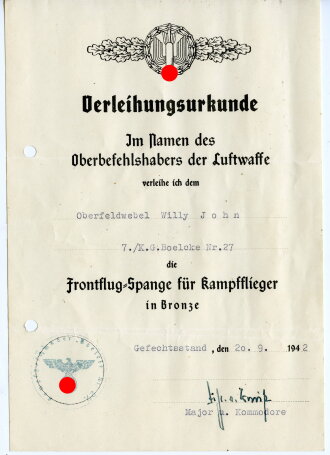 Verleihungsurkunde
Im Namen des
Oberbefehlshabers der Luftwaffe
verleihe ich dem
Oberfeldwebel Willy John
7./K.G.Boelcke Nr.27
die
Frontflug-Spange für Kampfflieger
in Bronze
Gefechtsstand, den 20. 9. 1942
Major u. Kommodore